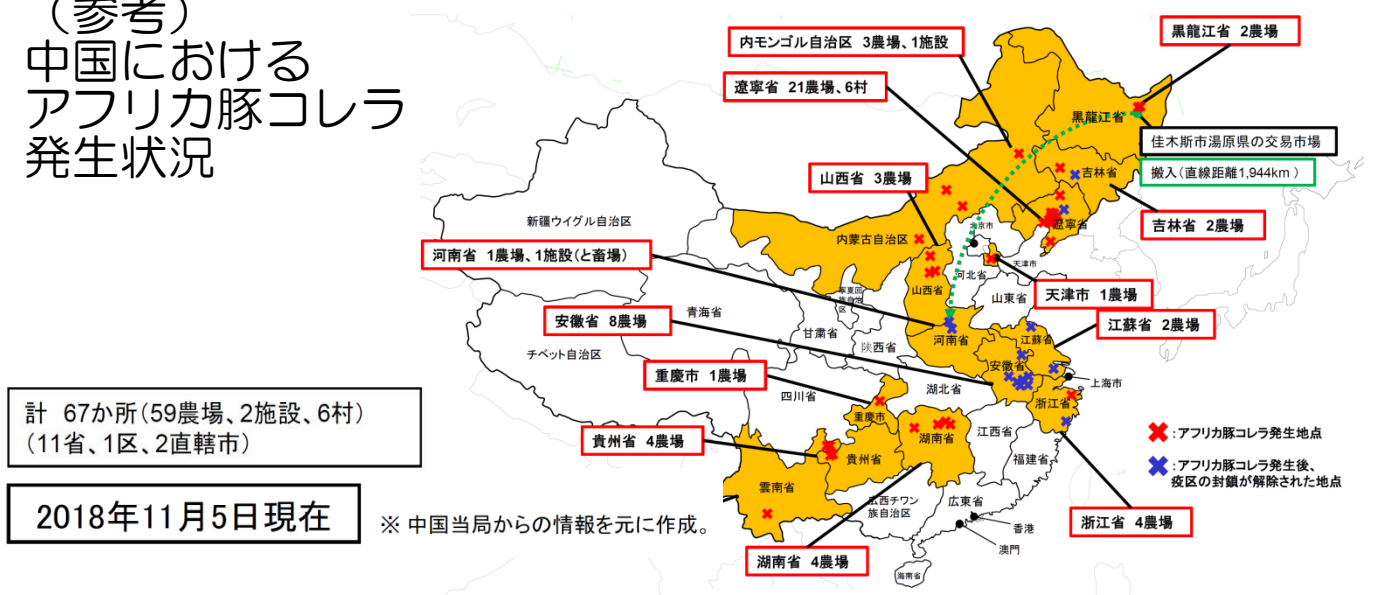 (参考)
中国における
アフリカ豚コレラ
発生状況
内モンゴル自治区 3農場、1施設
黒龍江省 2農場
遼寧省 21農場、6村
黒龍江省
佳木斯市湯原県の交易市場
搬入(直線距離1,944km )
山西省 3農場
吉林省
吉林省 2農場
新疆ウイグル自治区
内蒙古自治区
遼寧省
北京市
天津市
河北省
河南省 1農場、1施設(と畜場)
山西省
寧夏回
族自治
区
山東省
天津市 1農場
青海省
甘粛省
陝西省
河南省
江蘇省
江蘇省 2農場
安徽省 8農場
チベット自治区
安徽省
上海市
重慶市 1農場
四川省
湖北省
浙江省
重慶市
計 67か所(59農場、2施設、6村)
(11省、1区、2直轄市)
貴州省 4農場
貴州省
湖南省
江西省
福建省
:アフリカ豚コレラ発生地点
:アフリカ豚コレラ発生後、
疫区の封鎖が解除された地点
雲南省
広西チワン
族自治区
広東省
香港
澳門
浙江省 4農場
2018年11月5日現在
※ 中国当局からの情報を元に作成。
湖南省 4農場
海南省